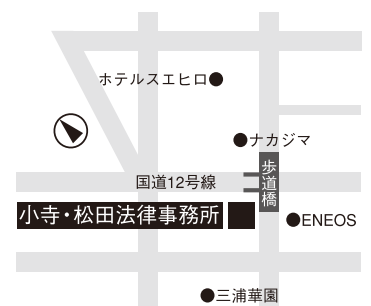 ホテルスエヒロ
ナカジマ
歩道橋
国道12号線
小寺・松田法律事務所
ENEOS
三浦華園